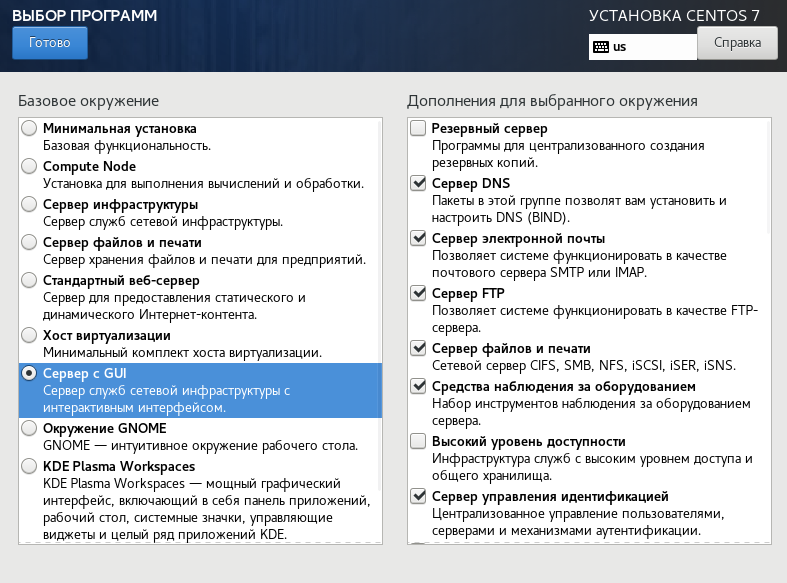 ВЫБОР ПРОГРАММ
УСТАНОВКА CENTOS 7
Готово
us
Справка
Базовое окружение
Минимальная установка
Базовая функциональность.
Compute Node
Установка для выполнения вычислений и обработки.
Сервер инфраструктуры
Сервер служб сетевой инфраструктуры.
Сервер файлов и печати
Сервер хранения файлов и печати для предприятий.
Стандартный веб-сервер
Сервер для предоставления статического и
динамического Интернет-контента.
Хост виртуализации
Минимальный комплект хоста виртуализации.
Сервер с GUI
Сервер служб сетевой инфраструктуры с
интерактивным интерфейсом.
Окружение GNOME
GNOME — интуитивное окружение рабочего стола.
KDE Plasma Workspaces
KDE Plasma Workspaces — мощный графический
интерфейс, включающий в себя панель приложений,
рабочий стол, системные значки, управляющие
виджеты и целый ряд приложений KDE.
Дополнения для выбранного окружения
Резервный сервер
Программы для централизованного создания
резервных копий.
Сервер DNS
Пакеты в этой группе позволят вам установить и
настроить DNS (BIND).
Сервер электронной почты
Позволяет системе функционировать в качестве
почтового сервера SMTP или IMAP.
Сервер FTP
Позволяет системе функционировать в качестве FTP-
сервера.
Сервер файлов и печати
Сетевой сервер CIFS, SMB, NFS, iSCSI, iSER, iSNS.
Средства наблюдения за оборудованием
Набор инструментов наблюдения за оборудованием
сервера.
Высокий уровень доступности
Инфраструктура служб с высоким уровнем доступа и
общего хранилища.
Сервер управления идентификацией
Централизованное управление пользователями,
серверами и механизмами аутентификации.